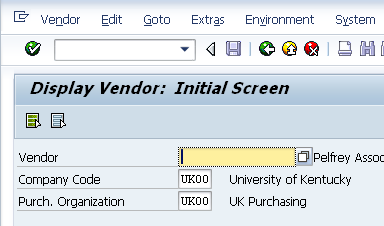 Vendor Edit Goto Extras Environment System
Display Vendor: Initial Screen
Vendor Pelfrey Asso
Company Code UK00 University of Kentucky
Purch. Organization UK00 UK Purchasing